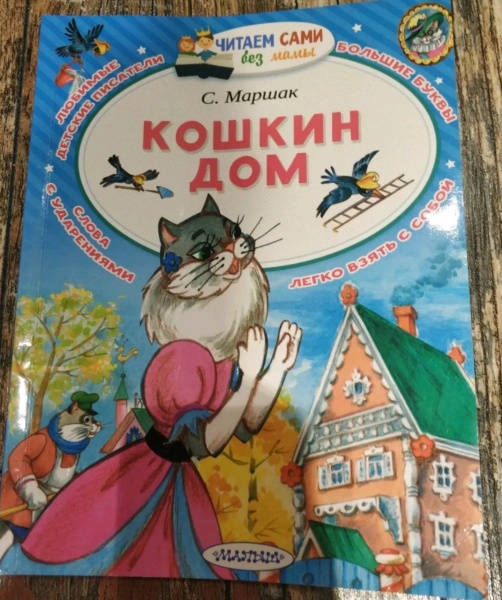 ЧИТАЕМ САМИ
без мамы
ЛЮБИМЫЕ
ДЕТСКИЕ ПИСАТЕЛИ
БОЛЬШИЕ БУКВЫ
С. Маршак
КОШКИН
ДОМ
СЛОВА
С УДАРЕНИЯМИ
ЛЕГКО ВЗЯТЬ С СОБОЙ
«МАЛЫШ»